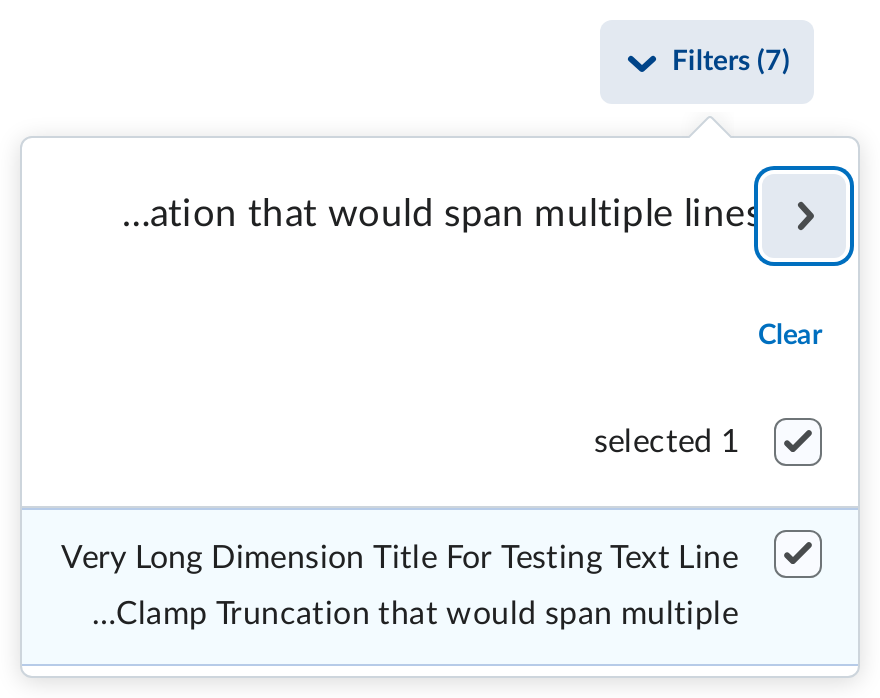 Filters (7)
...ation that would span multiple lines
Clear
selected 1
Very Long Dimension Title For Testing Text Line
...Clamp Truncation that would span multiple